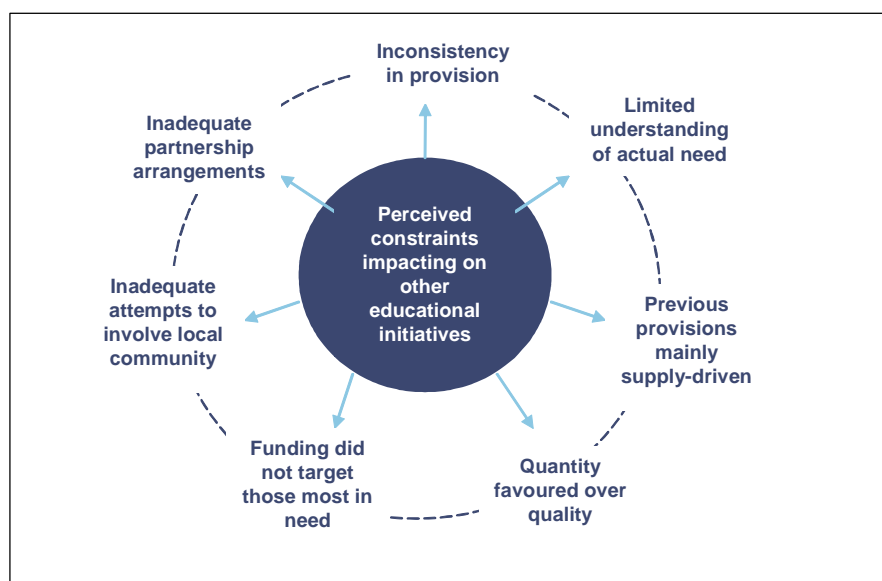 Inconsistency
in provision
Limited
understanding
of actual need
Previous
provisions
mainly
supply-driven
Quantity
favoured over
quality
Funding did
not target
those most in
need
Inadequate
attempts to
involve local
community
Inadequate
partnership
arrangements
Perceived
constraints
impacting on
other
educational
initiatives